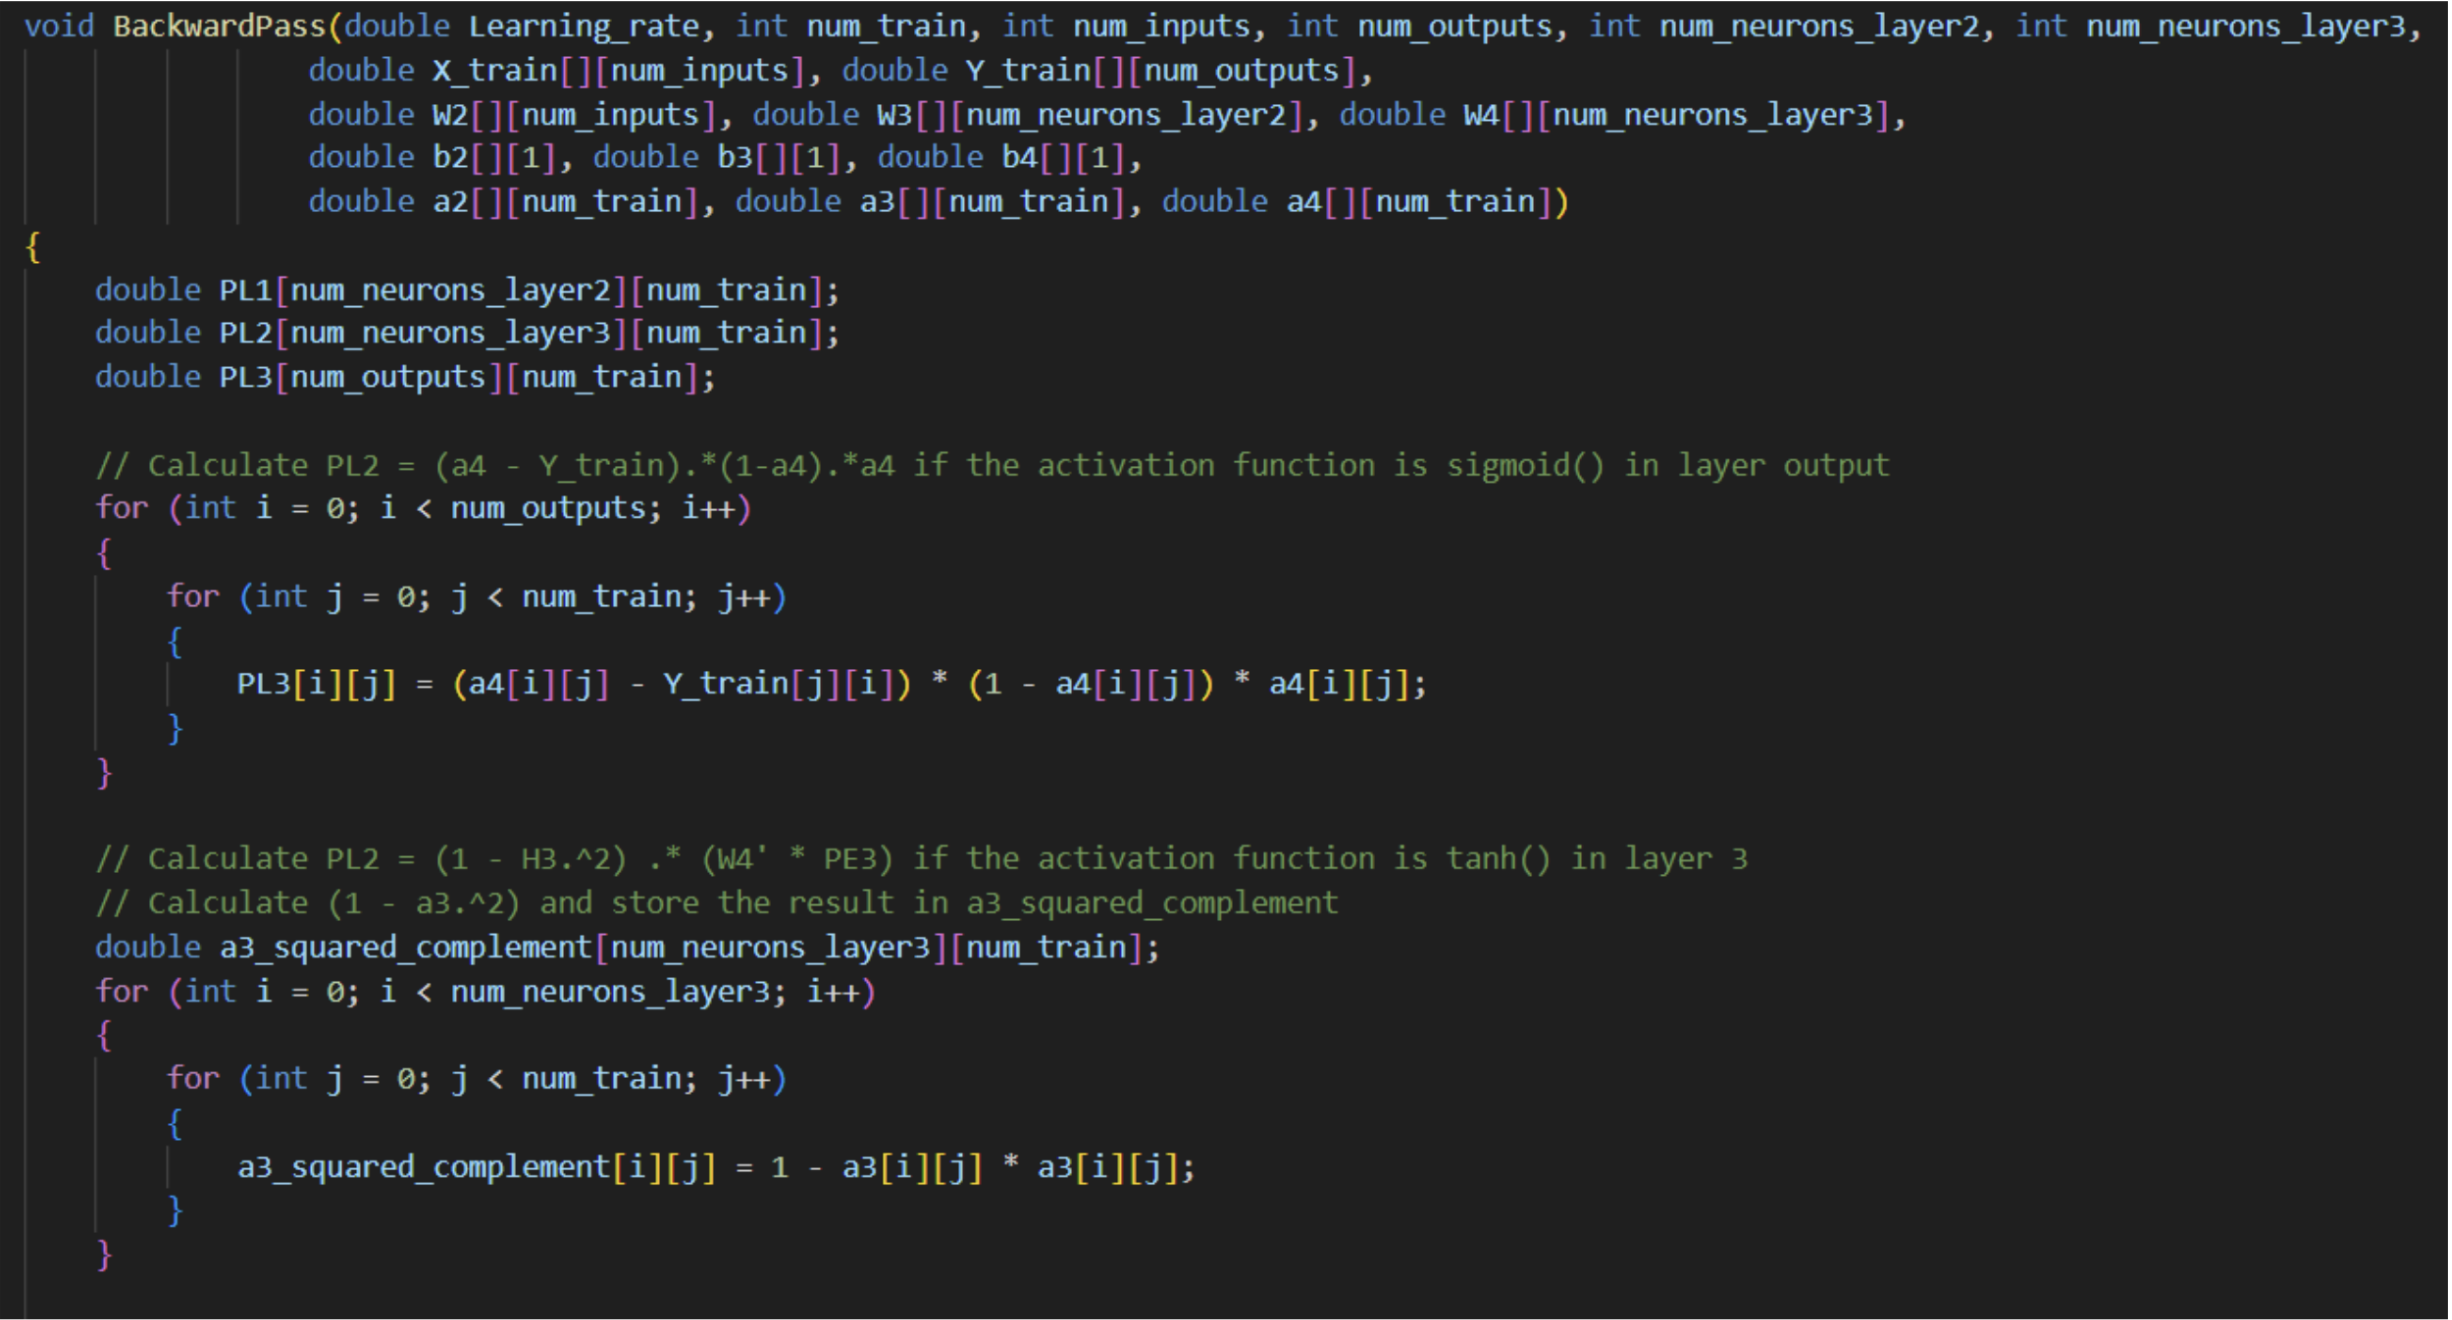 void BackwardPass(double Learning_rate, int num_train, int num_inputs, int num_outputs, int num_neurons_layer2, int num_neurons_layer3,
double X_train[][num_inputs], double Y_train[][num_outputs],
double W2[][num_inputs], double W3[][num_neurons_layer2], double W4[][num_neurons_layer3],
double b2[][1], double b3[][1], double b4[][1],
double a2[][num_train], double a3[][num_train], double a4[][num_train])
{
double PL1[num_neurons_layer2][num_train];
double PL2[num_neurons_layer3][num_train];
double PL3[num_outputs][num_train];
// Calculate PL2 = (a4 - Y_train).*(1-a4).*a4 if the activation function is sigmoid() in layer output
for (int i = 0; i < num_outputs; i++)
{
for (int j = 0; j < num_train; j++)
{
PL3[i][j] = (a4[i][j] - Y_train[j][i]) * (1 - a4[i][j]) * a4[i][j];
}
}
// Calculate PL2 = (1 - H3.^2) .* (W4' * PE3) if the activation function is tanh() in layer 3
// Calculate (1 - a3.^2) and store the result in a3_squared_complement
double a3_squared_complement[num_neurons_layer3][num_train];
for (int i = 0; i < num_neurons_layer3; i++)
{
for (int j = 0; j < num_train; j++)
{
a3_squared_complement[i][j] = 1 - a3[i][j] * a3[i][j];
}
}